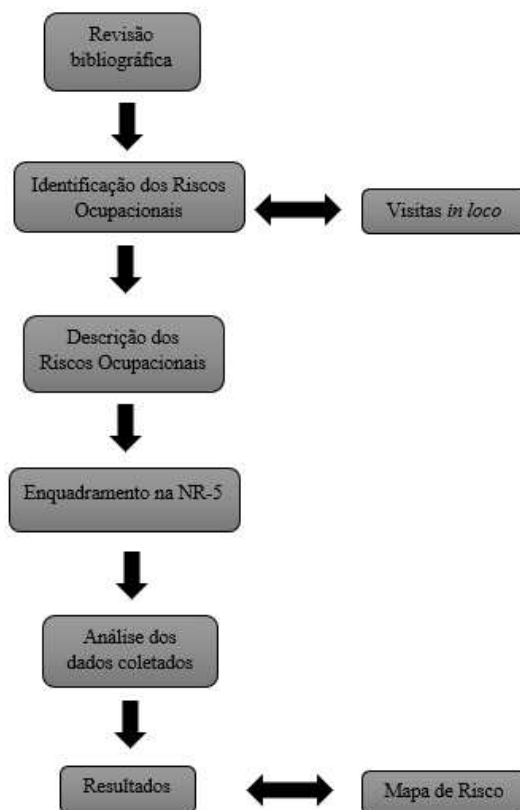 Revisão
bibliográfica
Identificação dos Riscos
Ocupacionais
Visitas in loco
Descrição dos
Riscos Ocupacionais
Enquadramento na NR-5
Análise dos
dados coletados
Resultados
Mapa de Risco